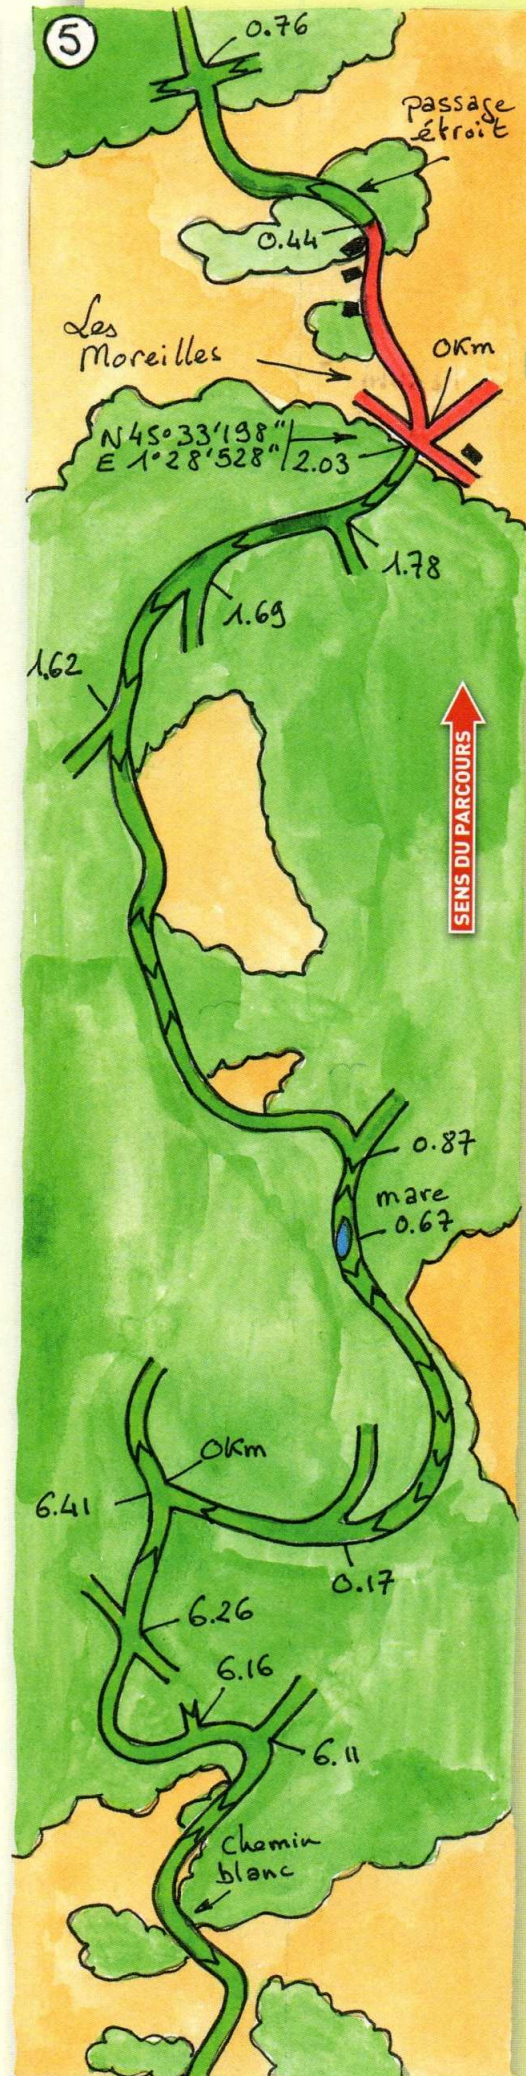 5
0.76
passage
étroit
0.44
Les
Moreilles
0Km
N 45°33'198"
E 1°28'528"
2.03
1.78
1.69
1.62
SENS DU PARCOURS
0.87
mare
0.67
0Km
6.41
0.17
6.26
6.16
6.11
chemin
blanc